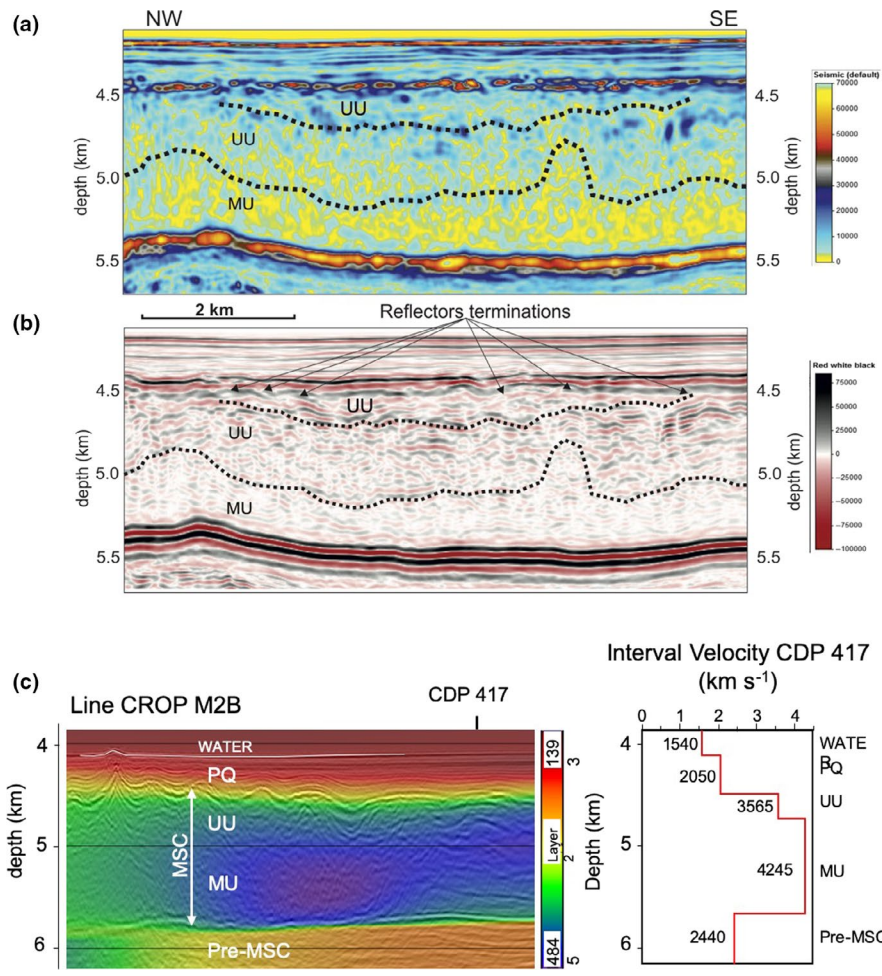 (a)
NW
SE
4.5
5.0
5.5
depth (km)
UU
UU
MU
4.5
5.0
5.5
depth (km)
Seismic (default)
70000
60000
50000
40000
30000
20000
10000
0
2 km
Reflectors terminations
(b)
4.5
5.0
5.5
depth (km)
UU
UU
MU
4.5
5.0
5.5
depth (km)
Red white black
75000
50000
25000
0
-25000
-50000
-75000
-100000
(c)
Line CROP M2B
CDP 417
4
5
6
depth (km)
WATER
PQ
UU
MSC
MU
Pre-MSC
139
Layer
484
3
2
5
Interval Velocity CDP 417
(km s-1)
0 1 2 3 4
4
5
6
Depth (km)
1540
WATE
R
2050
PQ
3565
UU
4245
MU
2440
Pre-MSC